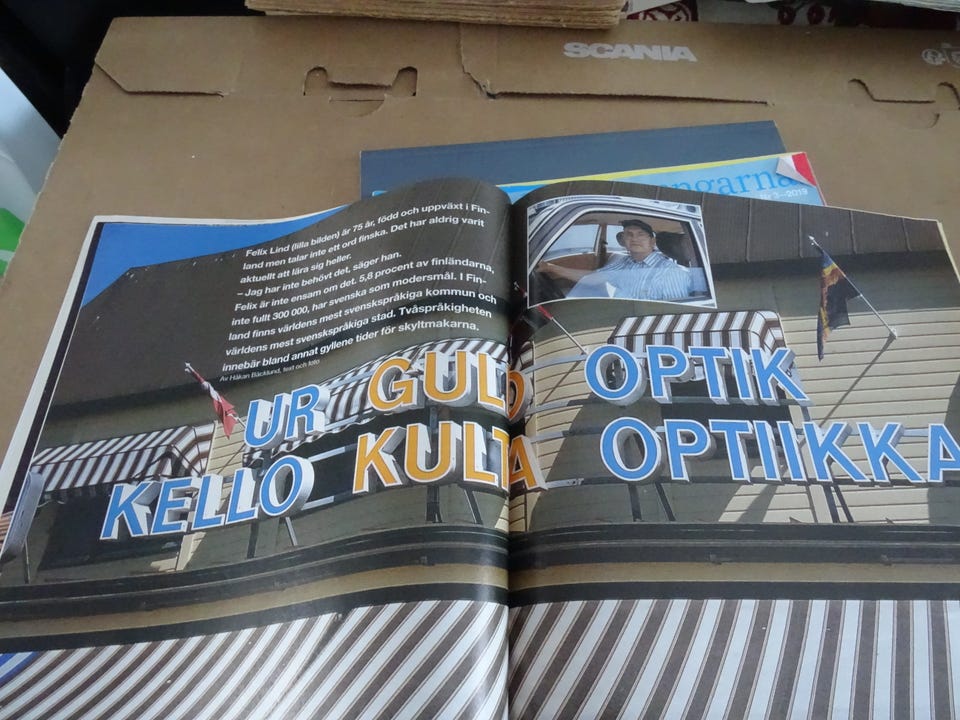 SCANIA
ngarna
Nr 3–2019
Felix Lind (lilla bilden) är 75 år, född och uppväxt i Fin-
land men talar inte ett ord finska. Det har aldrig varit
aktuellt att lära sig heller.
– Jag har inte behövt det, säger han.
Felix är inte ensam om det. 5,8 procent av finländarna,
inte fullt 300 000, har svenska som modersmål. I Fin-
land finns världens mest svenskspråkiga kommun och
världens mest svenskspråkiga stad. Tvåspråkigheten
innebär bland annat gyllene tider för skyltmakarna.
Av Håkan Bäcklund, text och foto
UR GULD OPTIK
KELLO KULTA OPTIIKKA